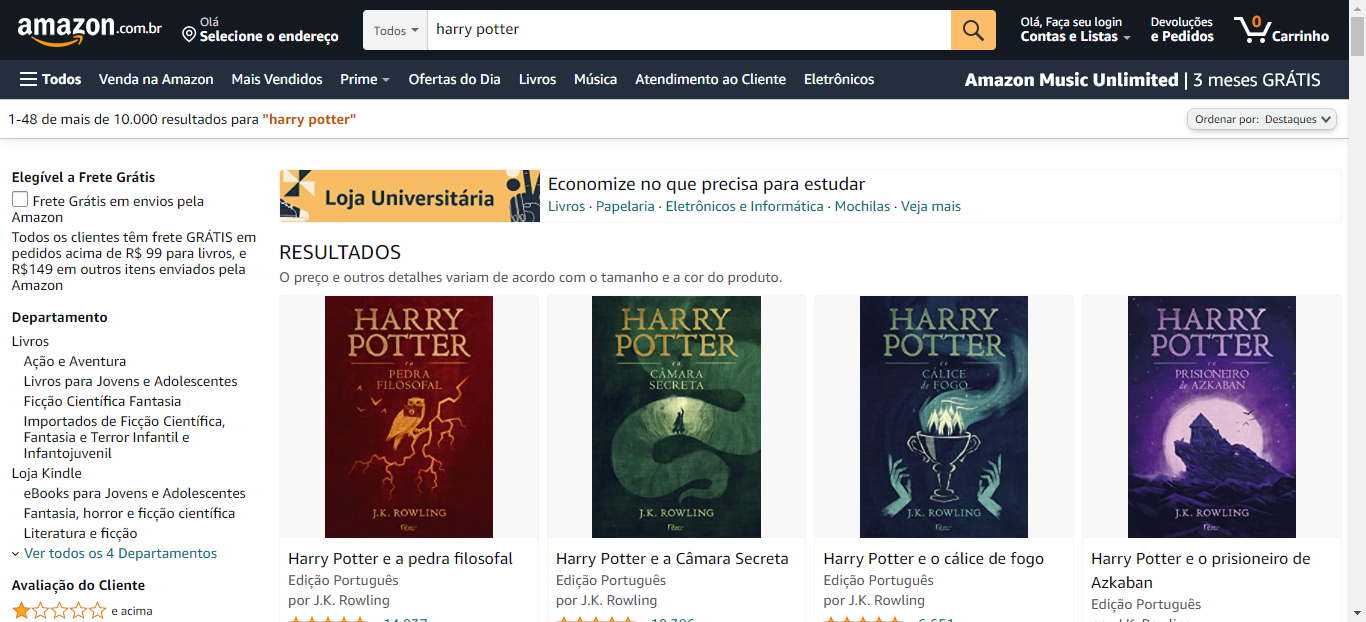 amazon.com.br
Olá
Selecione o endereço
Todos
harry potter
Olá, Faça seu login
Contas e Listas
Devoluções
e Pedidos
0
Carrinho
Todos
Venda na Amazon
Mais Vendidos
Prime
Ofertas do Dia
Livros
Música
Atendimento ao Cliente
Eletrônicos
Amazon Music Unlimited | 3 meses GRÁTIS
1-48 de mais de 10.000 resultados para "harry potter"
Ordenar por: Destaques
Elegível a Frete Grátis
Frete Grátis em envios pela
Amazon
Todos os clientes têm frete GRÁTIS em
pedidos acima de R$ 99 para livros, e
R$149 em outros itens enviados pela
Amazon
Departamento
Livros
Ação e Aventura
Livros para Jovens e Adolescentes
Ficção Científica Fantasia
Importados de Ficção Científica,
Fantasia e Terror Infantil e
Infantojuvenil
Loja Kindle
eBooks para Jovens e Adolescentes
Fantasia, horror e ficção científica
Literatura e ficção
Ver todos os 4 Departamentos
Avaliação do Cliente
e acima
Loja Universitária
Economize no que precisa para estudar
Livros · Papelaria · Eletrônicos e Informática · Mochilas · Veja mais
RESULTADOS
O preço e outros detalhes variam de acordo com o tamanho e a cor do produto.
HARRY
POTTER
e a
PEDRA
FILOSOFAL
J.K. ROWLING
Harry Potter e a pedra filosofal
Edição Português
por J.K. Rowling
HARRY
POTTER
e a
CÂMARA
SECRETA
J.K. ROWLING
Harry Potter e a Câmara Secreta
Edição Português
por J.K. Rowling
HARRY
POTTER
e o
CÁLICE
DE FOGO
J.K. ROWLING
Harry Potter e o cálice de fogo
Edição Português
por J.K. Rowling
HARRY
POTTER
e o
PRISIONEIRO
de AZKABAN
J.K. ROWLING
Harry Potter e o prisioneiro de
Azkaban
Edição Português